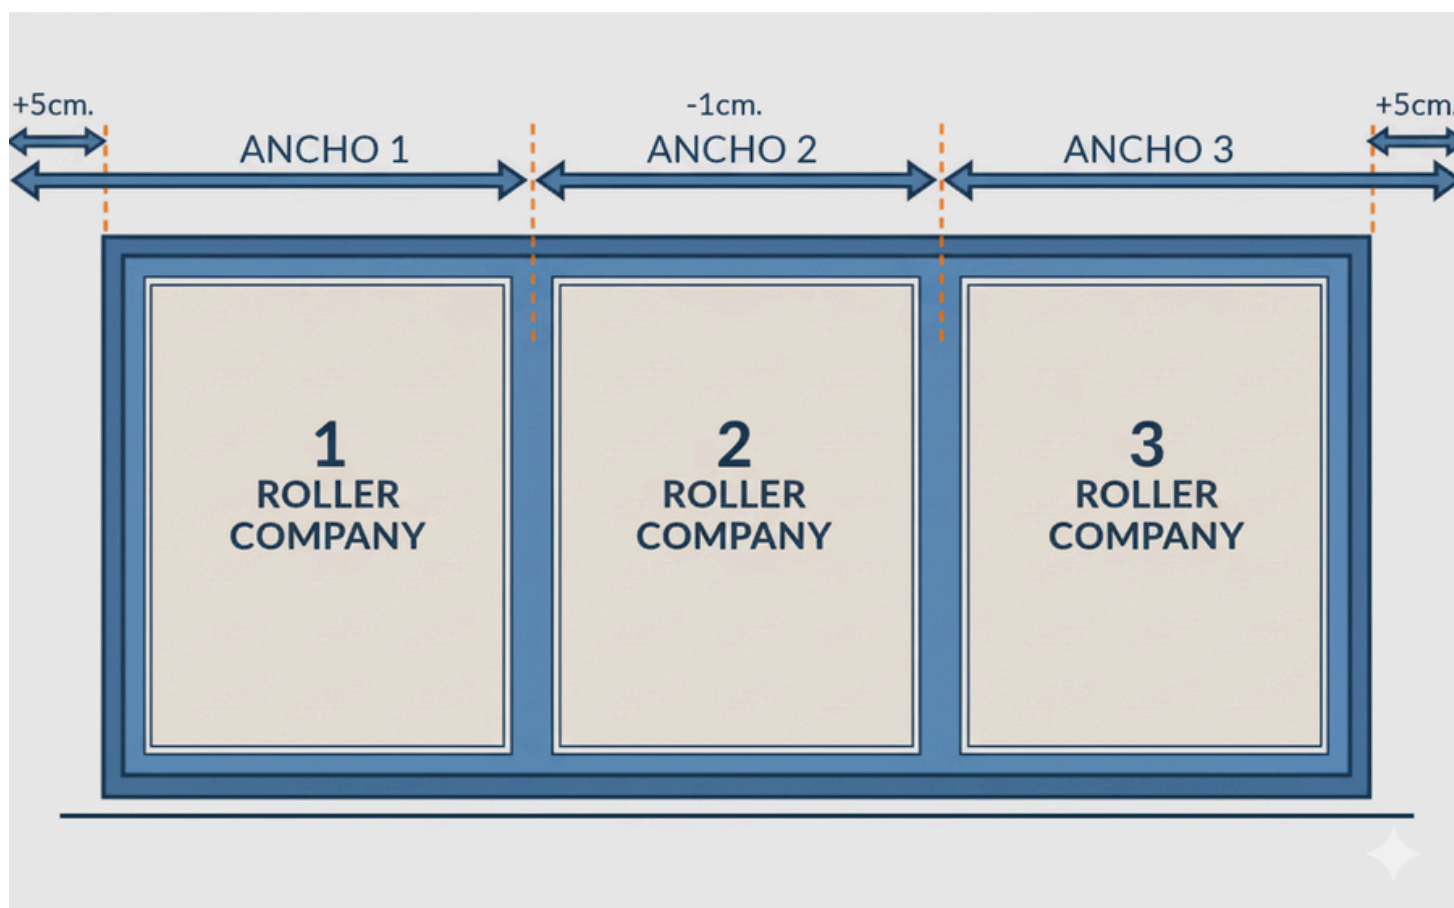 +5cm.
-1cm.
+5cm.
ANCHO 1
ANCHO 2
ANCHO 3
1
ROLLER
COMPANY
2
ROLLER
COMPANY
3
ROLLER
COMPANY